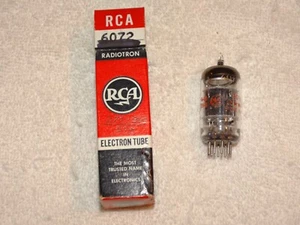 RCA
6072
RADIOTRON
RCA
ELECTRON TUBE
THE MOST
TRUSTED NAME
IN
ELECTRONICS